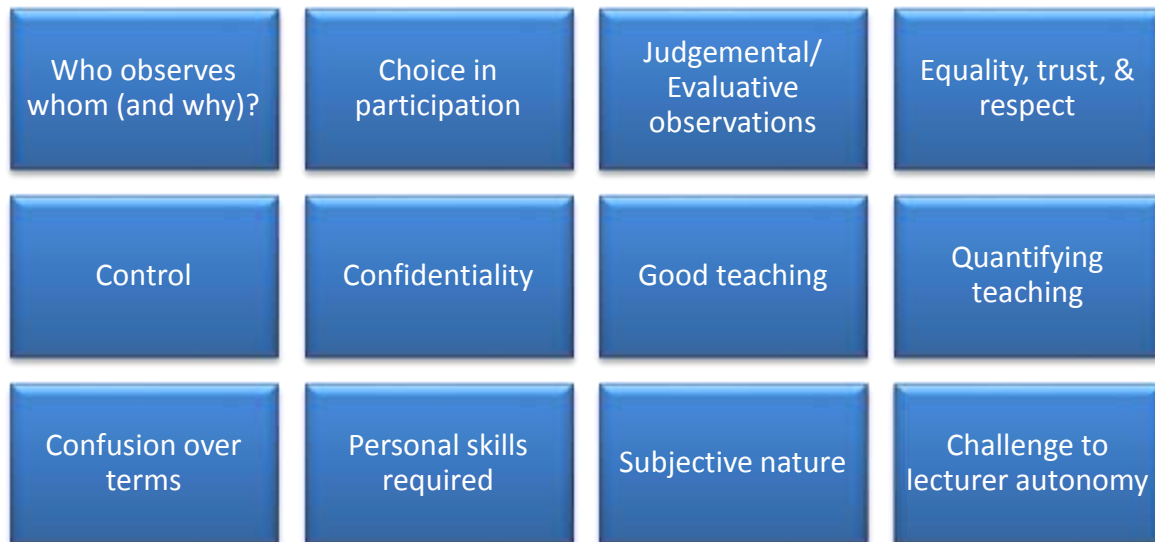 Who observes
whom (and why)?
Choice in
participation
Judgemental/
Evaluative
observations
Equality, trust, &
respect
Control
Confidentiality
Good teaching
Quantifying
teaching
Confusion over
terms
Personal skills
required
Subjective nature
Challenge to
lecturer autonomy